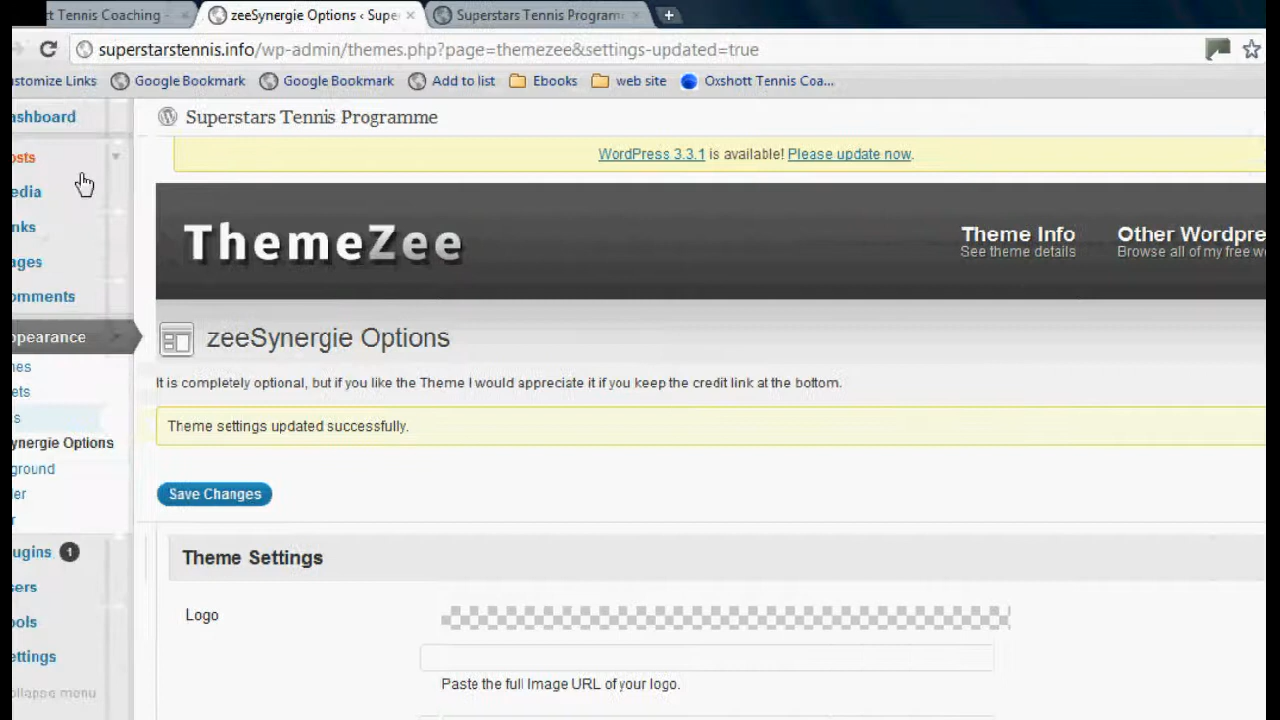 tt Tennis Coaching -
zeeSynergie Options ‹ Supe
Superstars Tennis Program
superstarstennis.info/wp-admin/themes.php?page=themezee&settings-updated=true
stomize Links
Google Bookmark
Google Bookmark
Add to list
Ebooks
web site
Oxshott Tennis Coa...
ashboard
osts
edia
nks
ages
omments
ppearance
nes
ets
s
ynergie Options
ground
er
r
lugins 1
sers
ools
ettings
ollapse menu
Superstars Tennis Programme
WordPress 3.3.1 is available! Please update now.
ThemeZee
Theme Info
See theme details
Other Wordpre
Browse all of my free w
zeeSynergie Options
It is completely optional, but if you like the Theme I would appreciate it if you keep the credit link at the bottom.
Theme settings updated successfully.
Save Changes
Theme Settings
Logo
Paste the full Image URL of your logo.